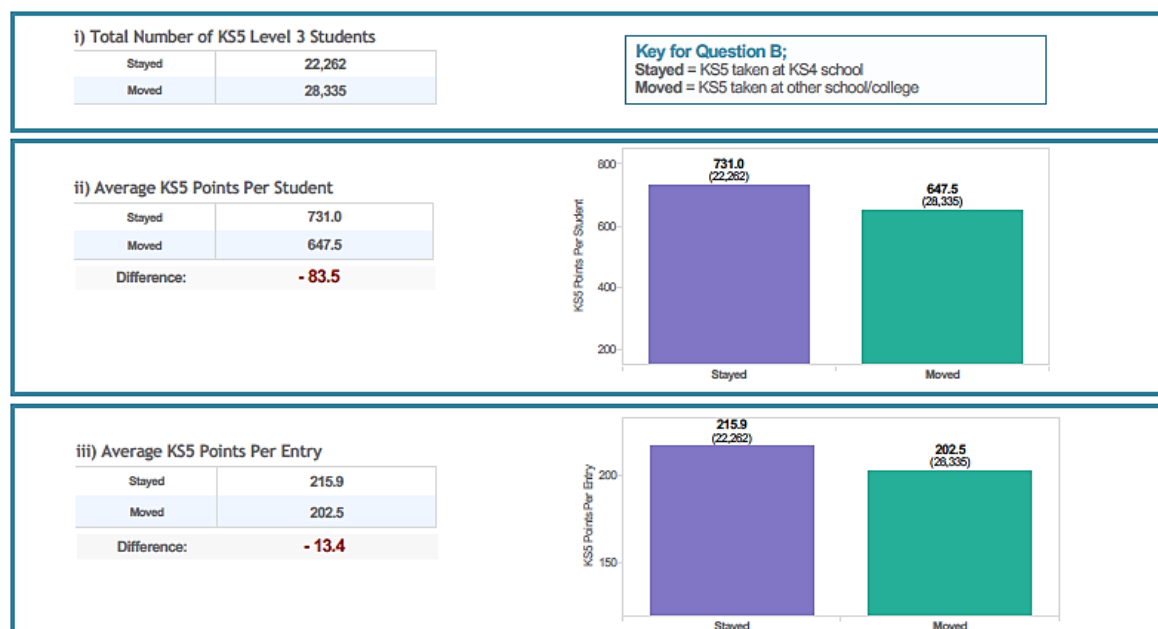 i) Total Number of KS5 Level 3 Students
Stayed 22,262
Moved 28,335
Key for Question B;
Stayed = KS5 taken at KS4 school
Moved = KS5 taken at other school/college
ii) Average KS5 Points Per Student
Stayed 731.0
Moved 647.5
Difference: - 83.5
KS5 Points Per Student
800
600
400
200
731.0
(22,262)
647.5
(28,335)
Stayed Moved
iii) Average KS5 Points Per Entry
Stayed 215.9
Moved 202.5
Difference: - 13.4
KS5 Points Per Entry
200
150
215.9
(22,262)
202.5
(28,335)
Stayed Moved